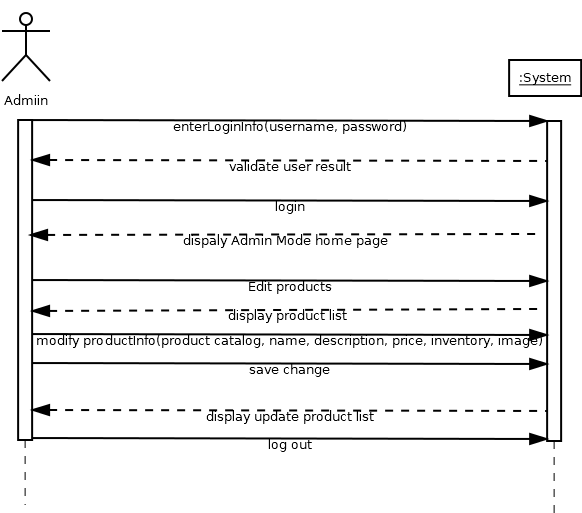 Admiin
:System
enterLoginInfo(username, password)
validate user result
login
dispaly Admin Mode home page
Edit products
display product list
modify productInfo(product catalog, name, description, price, inventory, image)
save change
display update product list
log out